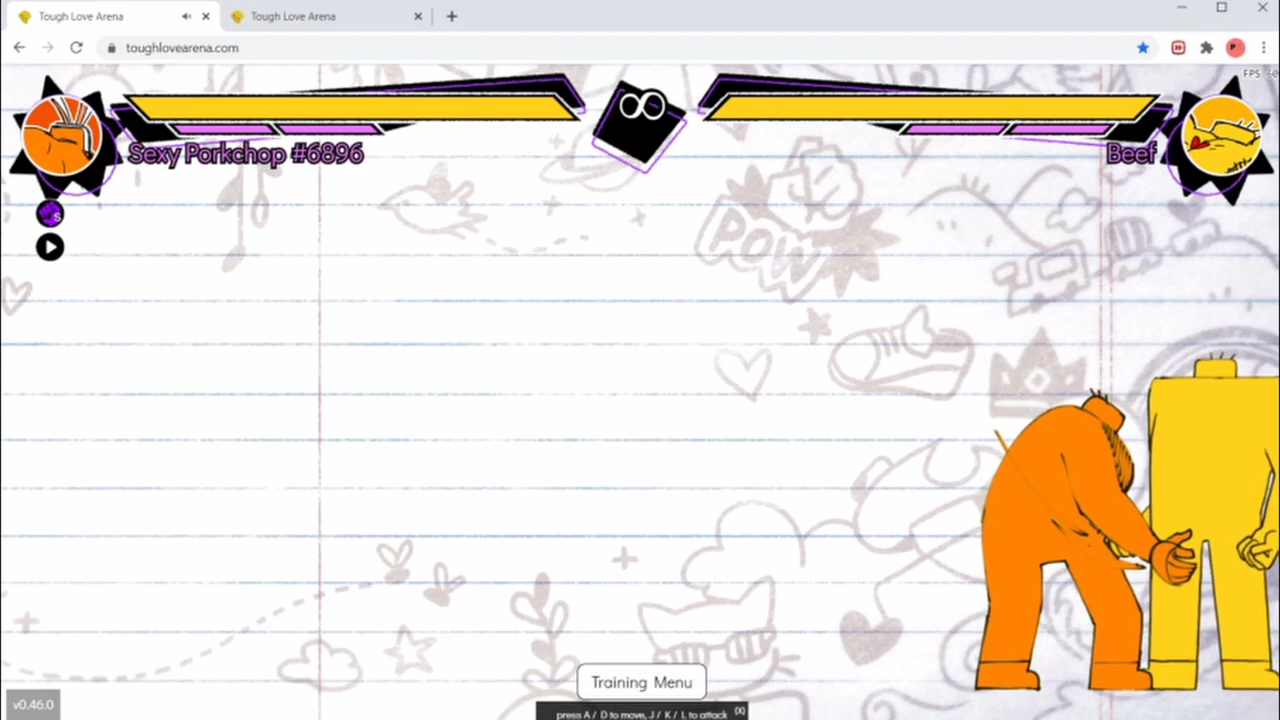 Tough Love Arena
Tough Love Arena
toughlovearena.com
FPS 60
Sexy Porkchop #6896
Beef
POW
Training Menu
v0.46.0
press A / D to move, J / K / L to attack (X)